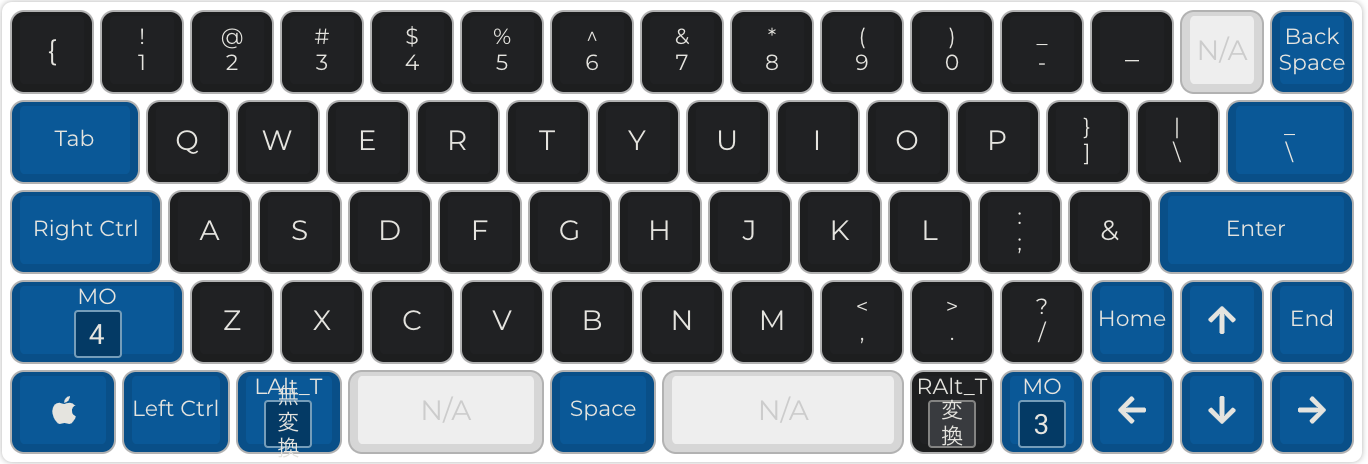 { ! @ # $ % ^ & * ( ) _ _ N/A Back
1 2 3 4 5 6 7 8 9 0 - Space
Tab Q W E R T Y U I O P } | _
] \ \
Right Ctrl A S D F G H J K L : & Enter
;
MO Z X C V B N M < > ? Home End
4 , . /
Left Ctrl LAlt_T N/A Space N/A RAlt_T MO
無変換 変換 3